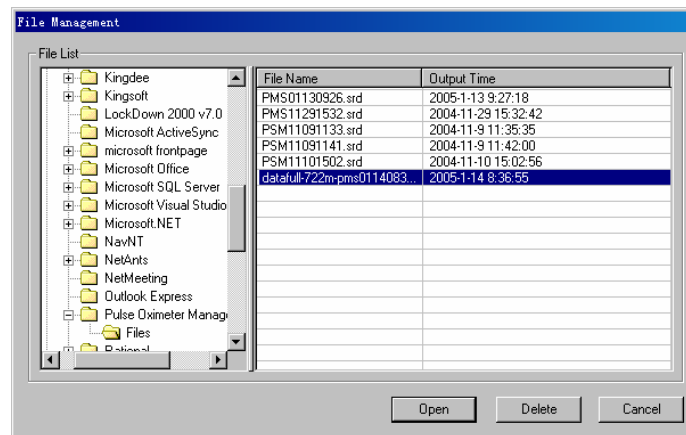 File Management
File List
Kingdee
Kingsoft
LockDown 2000 v7.0
Microsoft ActiveSync
microsoft frontpage
Microsoft Office
Microsoft SQL Server
Microsoft Visual Studio
Microsoft.NET
NavNT
NetAnts
NetMeeting
Outlook Express
Pulse Oximeter Manag
Files
Rational
File Name Output Time
PMS01130926.srd 2005-1-13 9:27:18
PMS11291532.srd 2004-11-29 15:32:42
PSM11091133.srd 2004-11-9 11:35:35
PSM11091141.srd 2004-11-9 11:42:00
PSM11101502.srd 2004-11-10 15:02:56
datafull-722m-pms0114083... 2005-1-14 8:36:55
Open Delete Cancel